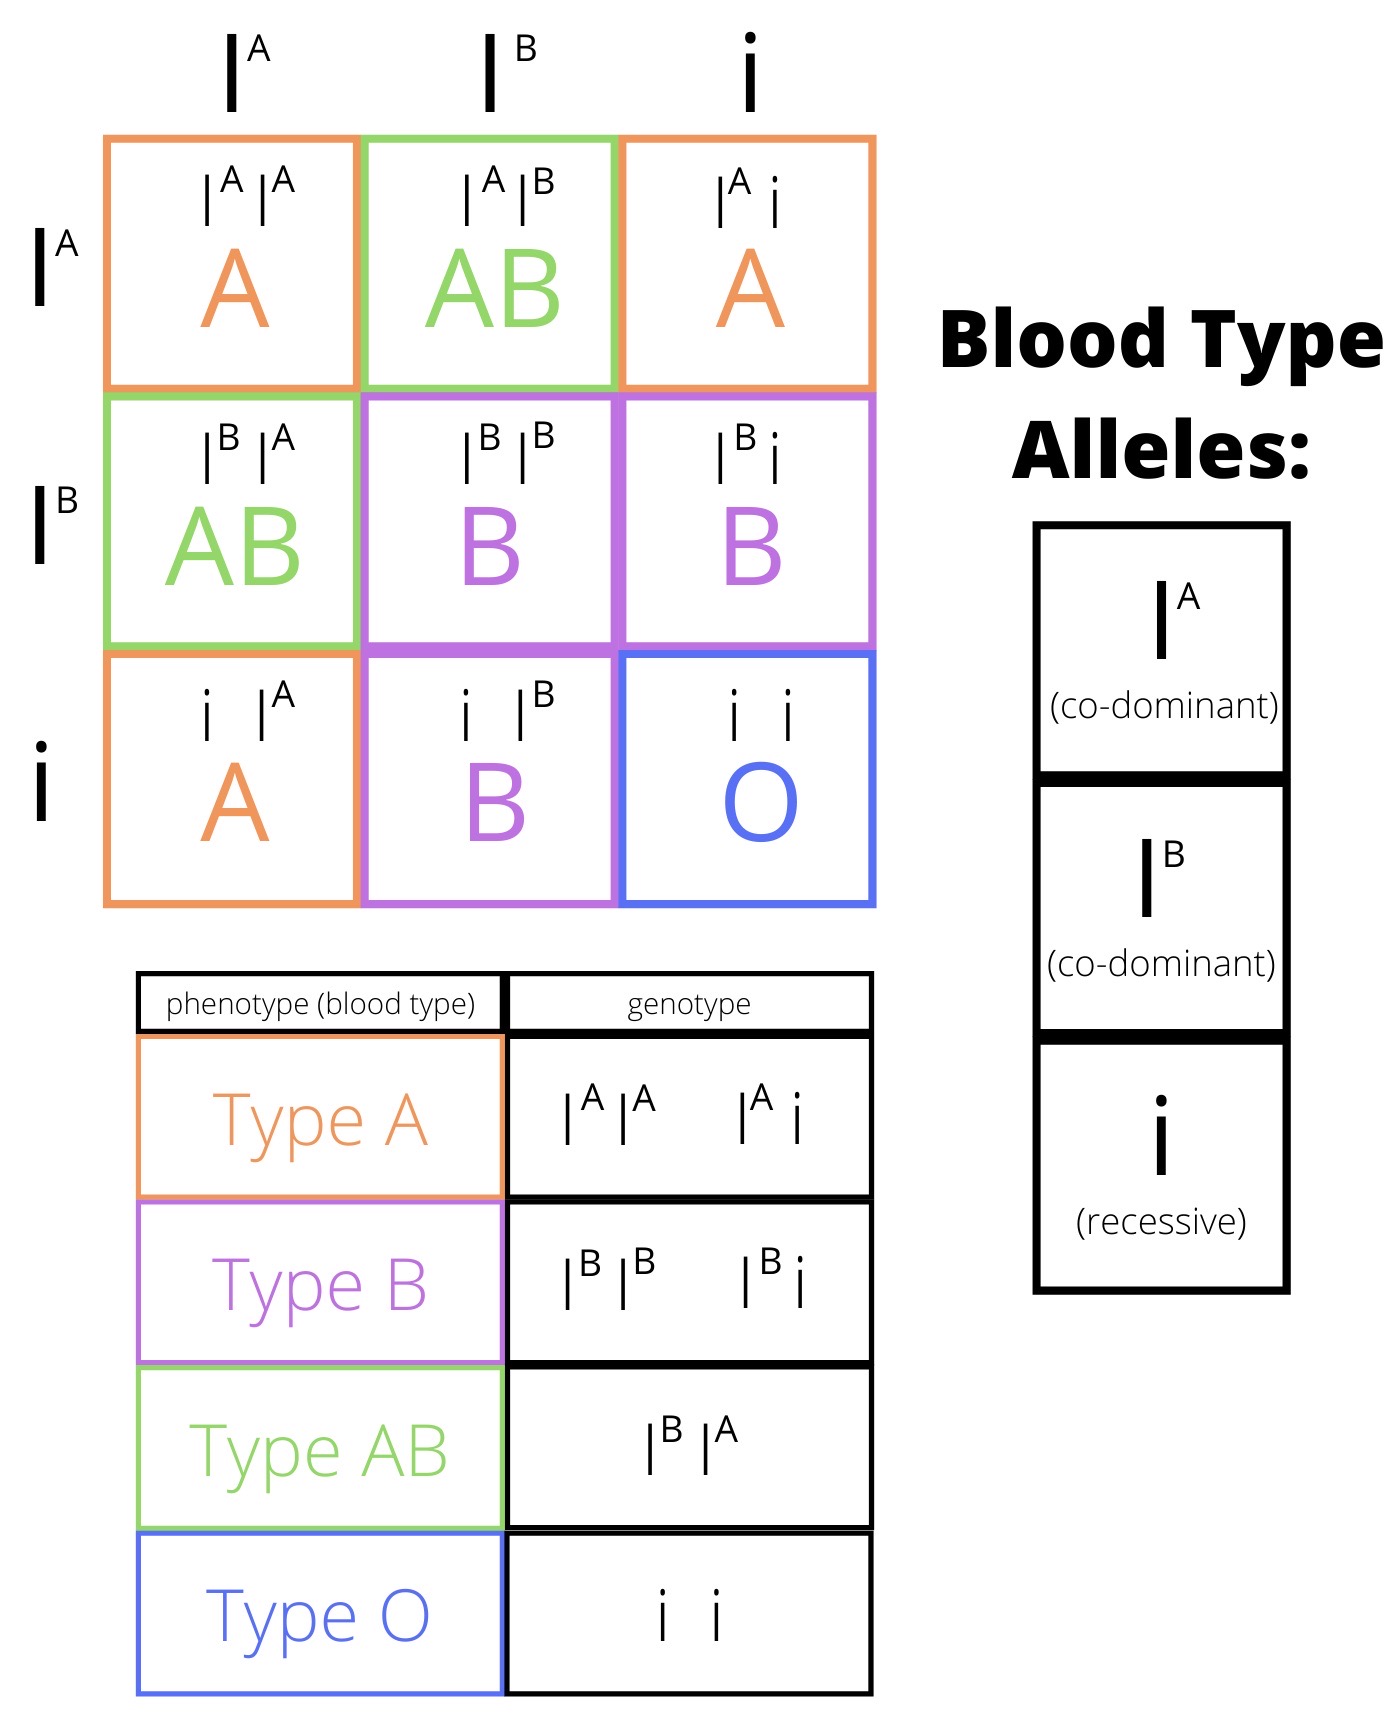 I^A I^B i
I^A I^A I^A I^B I^A i
I^A
A AB A
I^B I^A I^B I^B I^B i
I^B
AB B B
i I^A i I^B i i
i
A B O
Blood Type
Alleles:
I^A
(co-dominant)
I^B
(co-dominant)
i
(recessive)
phenotype (blood type) genotype
Type A I^A I^A I^A i
Type B I^B I^B I^B i
Type AB I^B I^A
Type O i i